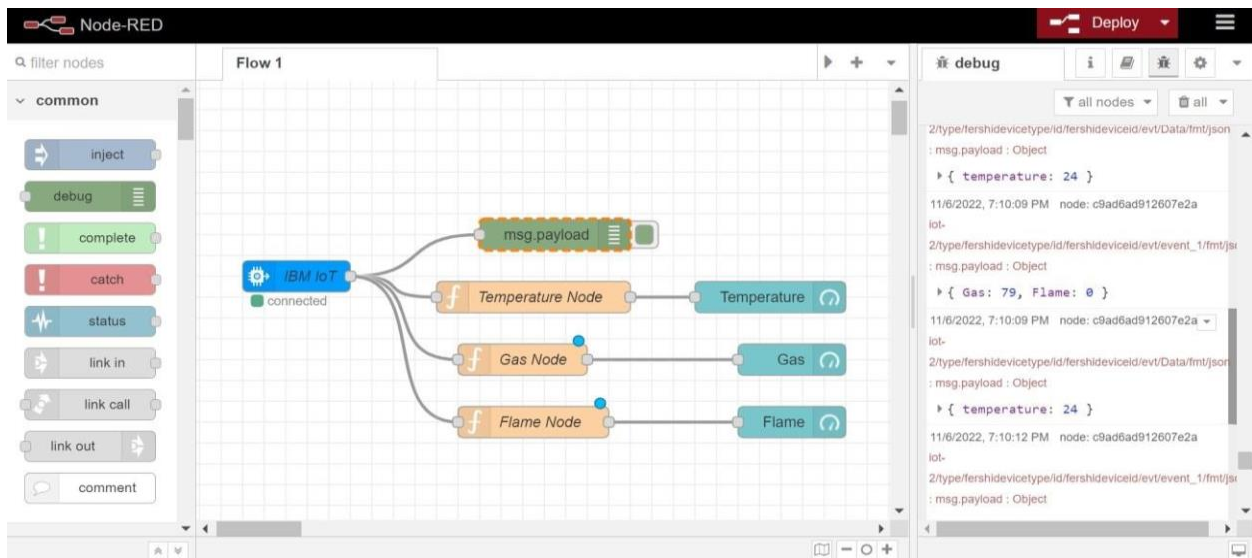 Node-RED
Deploy
filter nodes
Flow 1
debug
i
common
all nodes
all
inject
debug
complete
catch
status
link in
link call
link out
comment
msg.payload
IBM IoT
connected
f Temperature Node
Temperature
f Gas Node
Gas
f Flame Node
Flame
2/type/fershidevicetype/id/fershideviceid/evt/Data/fmt/json
: msg.payload : Object
{ temperature: 24 }
11/6/2022, 7:10:09 PM node: c9ad6ad912607e2a
iot-
2/type/fershidevicetype/id/fershideviceid/evt/event_1/fmt/jso
: msg.payload : Object
{ Gas: 79, Flame: 0 }
11/6/2022, 7:10:09 PM node: c9ad6ad912607e2a
iot-
2/type/fershidevicetype/id/fershideviceid/evt/Data/fmt/json
: msg.payload : Object
{ temperature: 24 }
11/6/2022, 7:10:12 PM node: c9ad6ad912607e2a
iot-
2/type/fershidevicetype/id/fershideviceid/evt/event_1/fmt/jso
: msg.payload : Object